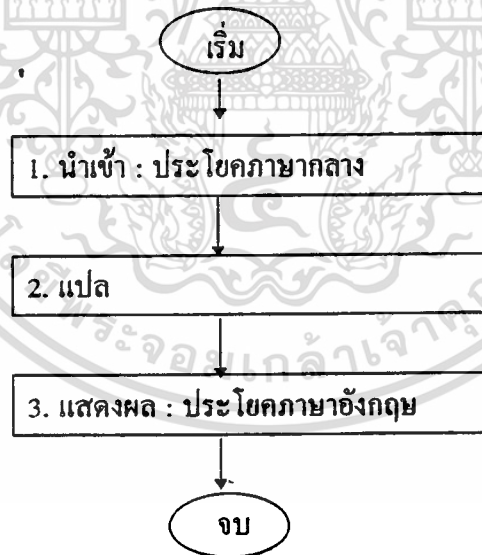 เริ่ม
1. นำเข้า : ประโยคภาษากลาง
2. แปล
3. แสดงผล : ประโยคภาษาอังกฤษ
จบ